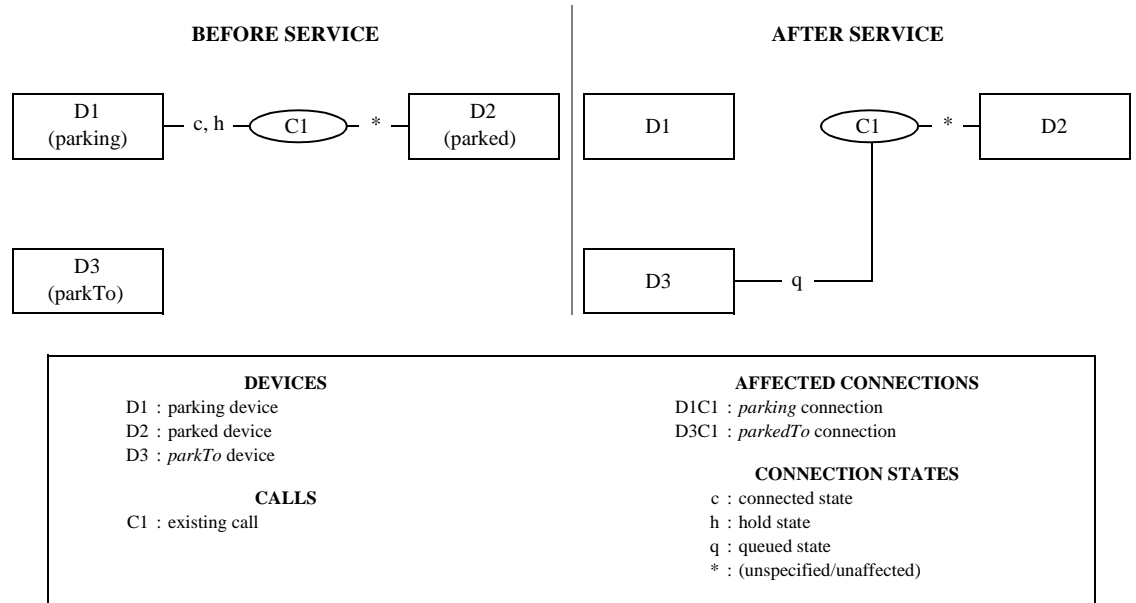 BEFORE SERVICE
D1
(parking)
c, h
C1
*
D2
(parked)
D3
(parkTo)
AFTER SERVICE
D1
C1
*
D2
D3
q
DEVICES
D1 : parking device
D2 : parked device
D3 : parkTo device
CALLS
C1 : existing call
AFFECTED CONNECTIONS
D1C1 : parking connection
D3C1 : parkedTo connection
CONNECTION STATES
c : connected state
h : hold state
q : queued state
* : (unspecified/unaffected)